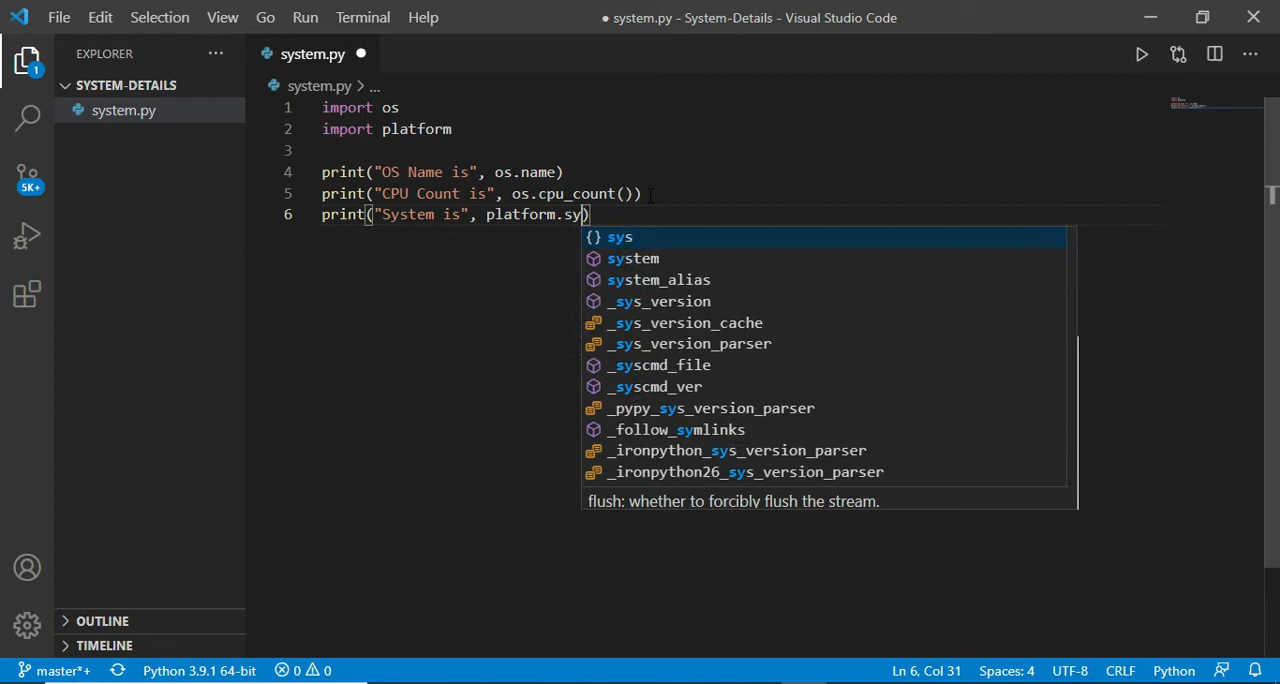 File Edit Selection View Go Run Terminal Help ● system.py - System-Details - Visual Studio Code
EXPLORER ... system.py ●
1
SYSTEM-DETAILS system.py > ...
system.py
1 import os
2 import platform
3
4 print("OS Name is", os.name)
5 print("CPU Count is", os.cpu_count())
6 print("System is", platform.sy)
5K+
{} sys
system
system_alias
_sys_version
_sys_version_cache
_sys_version_parser
_syscmd_file
_syscmd_ver
_pypy_sys_version_parser
_follow_symlinks
_ironpython_sys_version_parser
_ironpython26_sys_version_parser
flush: whether to forcibly flush the stream.
OUTLINE
TIMELINE
master*+ Python 3.9.1 64-bit 0 0 Ln 6, Col 31 Spaces: 4 UTF-8 CRLF Python